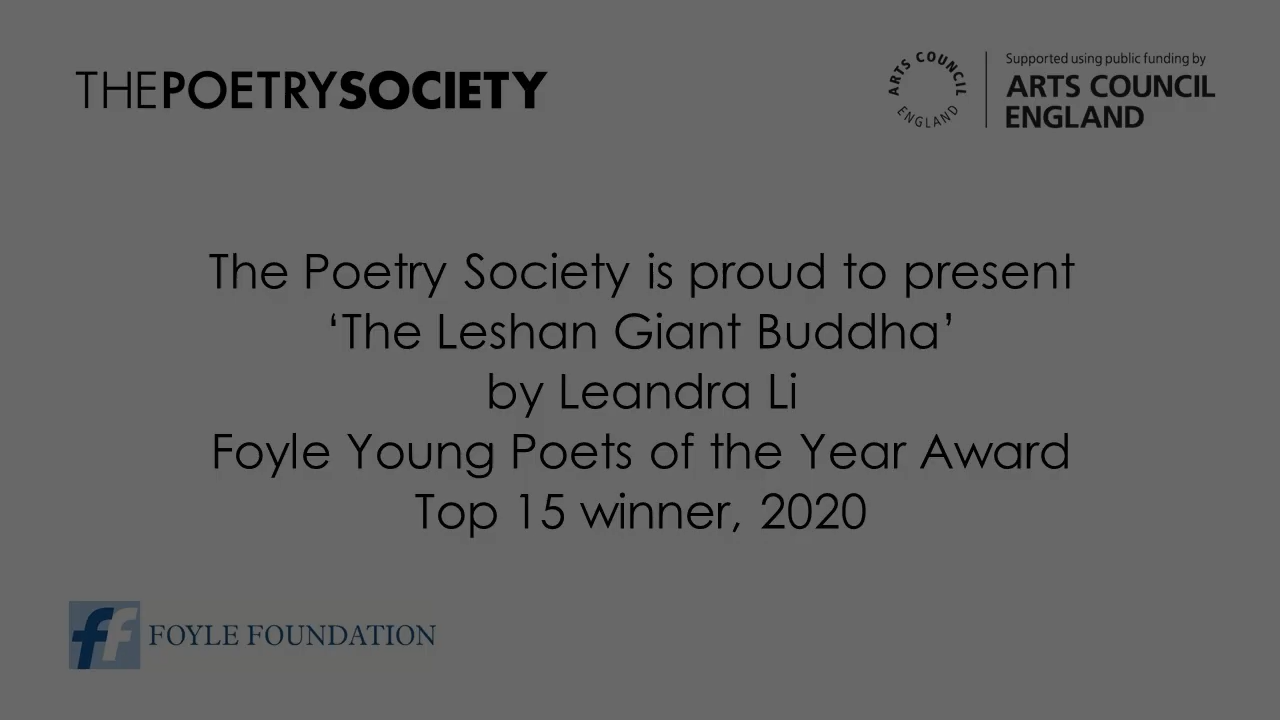 THEPOETRYSOCIETY
ARTS COUNCIL
ENGLAND
Supported using public funding by
ARTS COUNCIL
ENGLAND
The Poetry Society is proud to present
‘The Leshan Giant Buddha’
by Leandra Li
Foyle Young Poets of the Year Award
Top 15 winner, 2020
ff FOYLE FOUNDATION